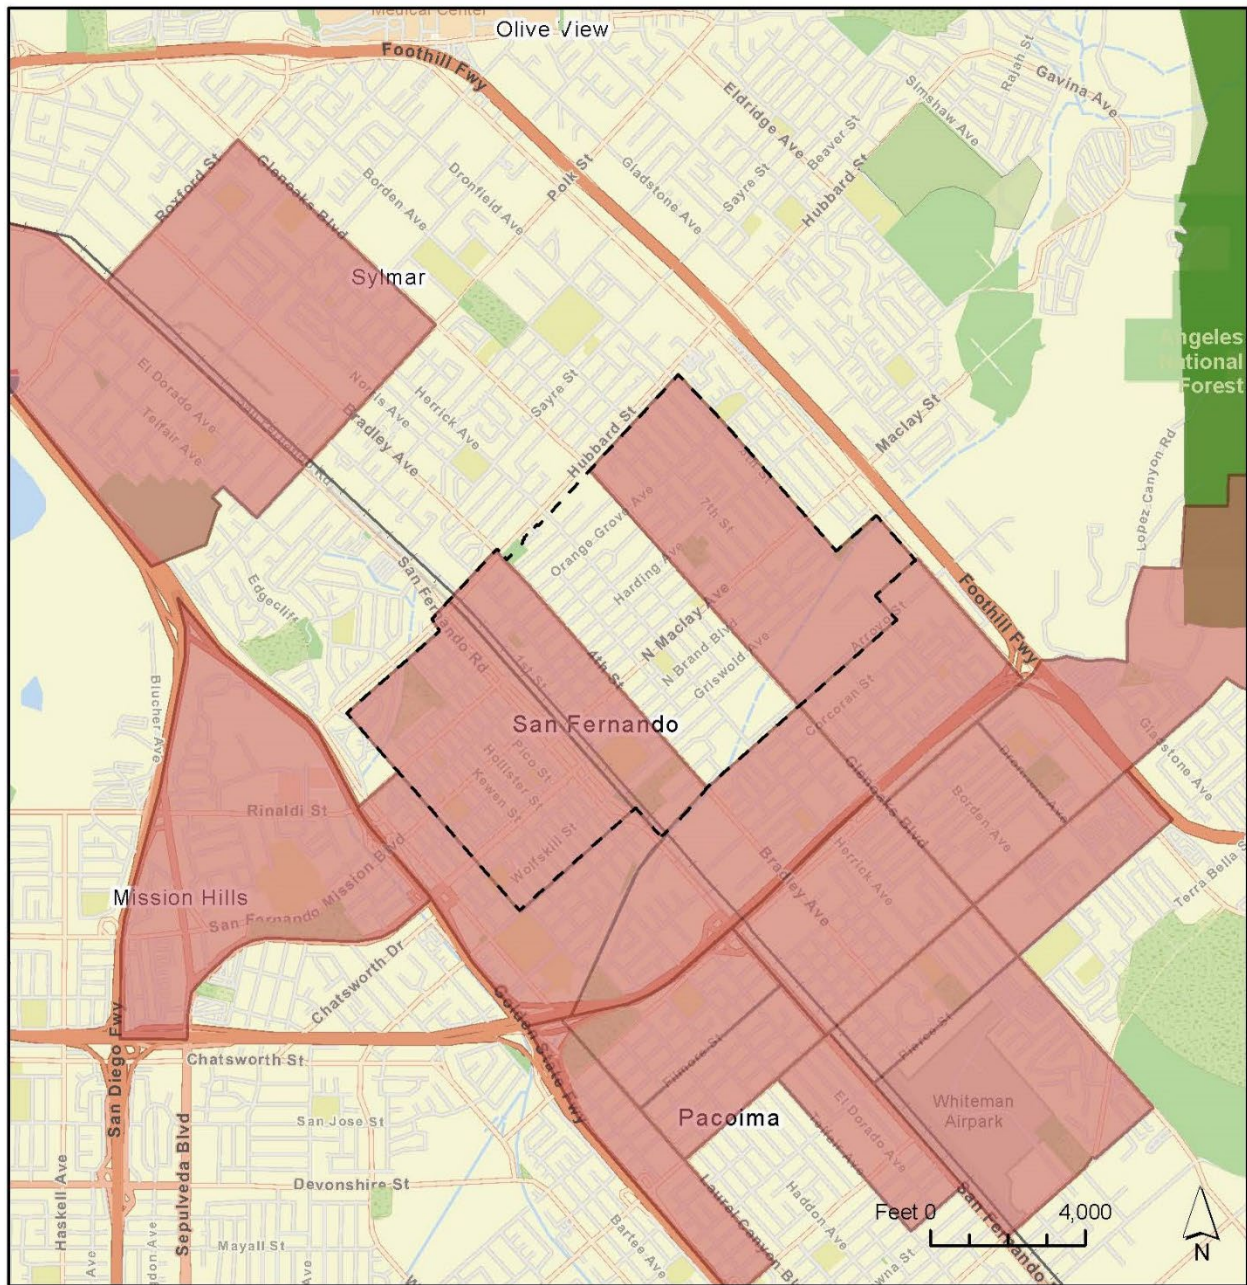 Medical Center
Olive View
Foothill Fwy
Rajah St
Gavina Ave
Simshaw Ave
Eldridge Ave
Beaver St
Hubbard St
Sayre St
Gladstone Ave
Polk St
Dronfield Ave
Borden Ave
Glenoaks Blvd
Roxford St
Sylmar
Angeles
National
Forest
El Dorado Ave
Telfair Ave
Norris Ave
Bradley Ave
Herrick Ave
Sayre St
Hubbard St
Maclay St
Lopez Canyon Rd
7th St
Orange Grove Ave
Harding Ave
N Maclay Ave
N Brand Blvd
Griswold Ave
San Fernando Rd
Edgecliff
1st St
4th St
Arroyo St
Foothill Fwy
Corcoran St
San Fernando
Pico St
Hollister St
Kewen St
Wolfskill St
Blucher Ave
Rinaldi St
Mission Hills
San Fernando Mission Blvd
Glenoaks Blvd
Gladstone Ave
Borden Ave
Herrick Ave
Bradley Ave
Terra Bella S
Chatsworth Dr
Golden State Fwy
San Diego Fwy
Chatsworth St
Filmore St
Pierce St
Pacoima
Whiteman
Airpark
El Dorado Ave
Telfair Ave
San Jose St
Sepulveda Blvd
Devonshire St
Haskell Ave
Laurel Canyon Bl
Haddon Ave
Bartee Ave
San Fernando
Mayall St
Feet 0 4,000
N